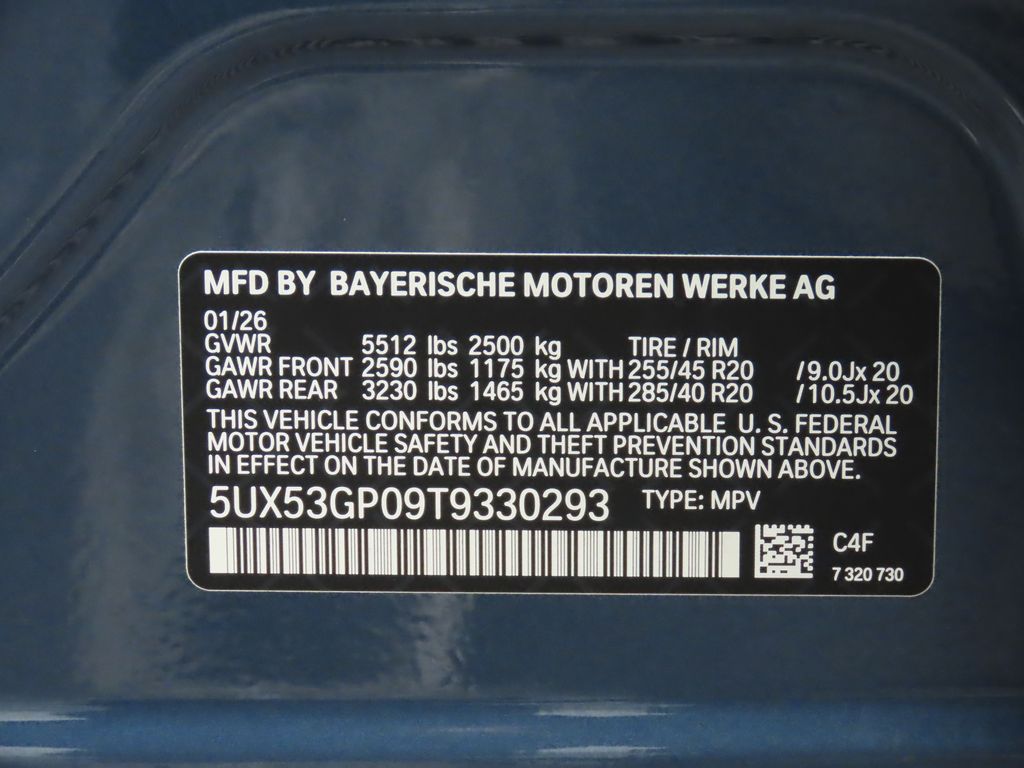 MFD BY BAYERISCHE MOTOREN WERKE AG
01/26
GVWR 5512 lbs 2500 kg TIRE / RIM
GAWR FRONT 2590 lbs 1175 kg WITH 255/45 R20 / 9.0Jx 20
GAWR REAR 3230 lbs 1465 kg WITH 285/40 R20 / 10.5Jx 20
THIS VEHICLE CONFORMS TO ALL APPLICABLE U. S. FEDERAL
MOTOR VEHICLE SAFETY AND THEFT PREVENTION STANDARDS
IN EFFECT ON THE DATE OF MANUFACTURE SHOWN ABOVE.
5UX53GP09T9330293 TYPE: MPV
C4F
7 320 730